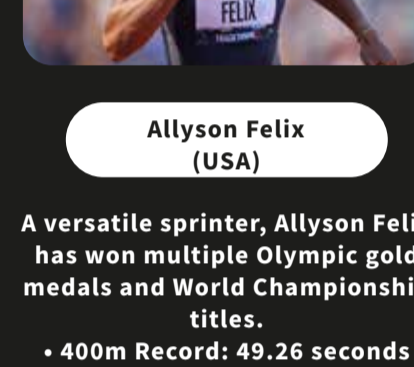 FELIX
Allyson Felix
(USA)
A versatile sprinter, Allyson Feli
has won multiple Olympic gold
medals and World Championshi
titles.
• 400m Record: 49.26 seconds